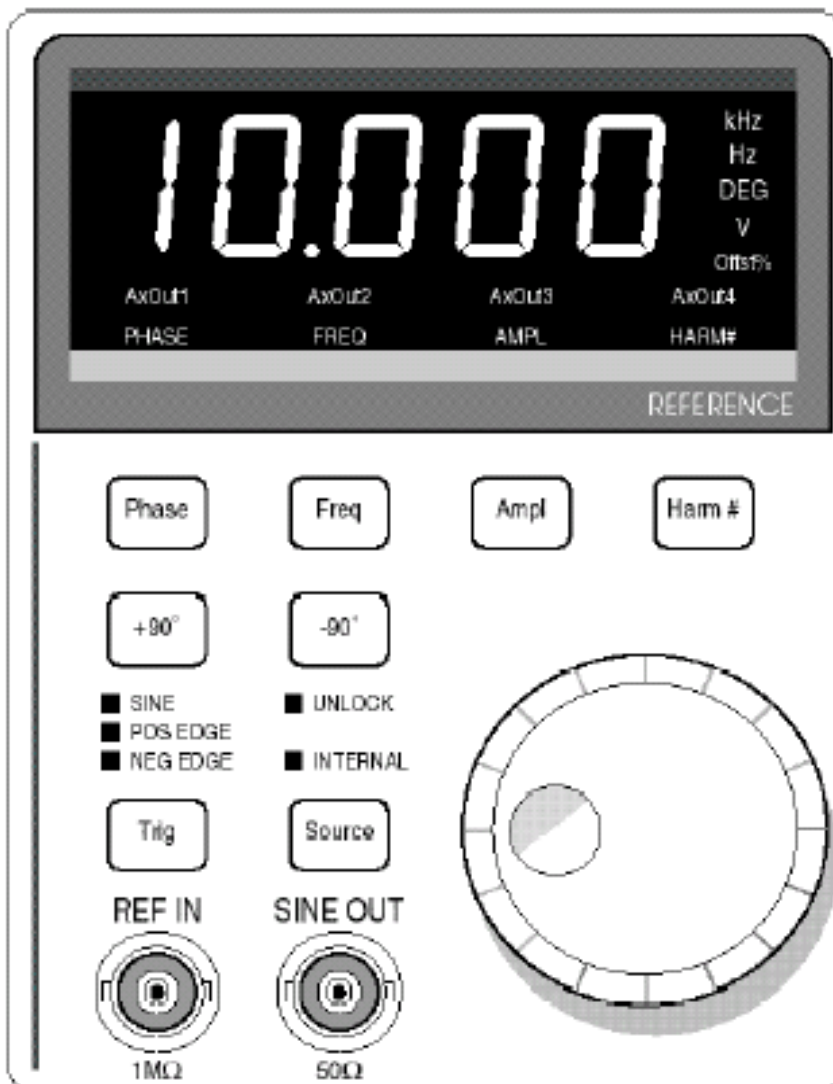 10.000
kHz
Hz
DEG
V
Offst%
AxOut1 AxOut2 AxOut3 AxOut4
PHASE FREQ AMPL HARM#
REFERENCE
Phase Freq Ampl Harm #
+90° -90°
SINE UNLOCK
POS EDGE
NEG EDGE INTERNAL
Trig Source
REF IN SINE OUT
1MΩ 50Ω